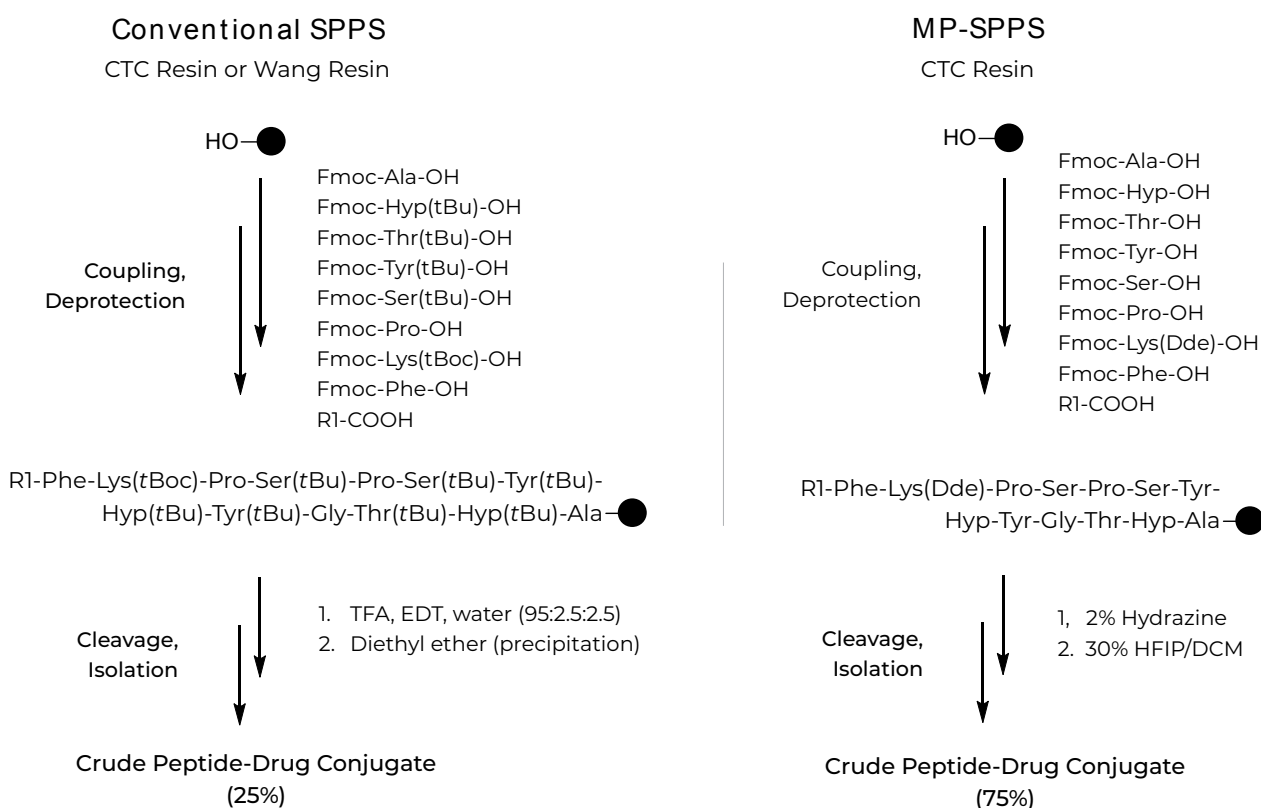 Conventional SPPS
CTC Resin or Wang Resin
HO
Fmoc-Ala-OH
Fmoc-Hyp(tBu)-OH
Fmoc-Thr(tBu)-OH
Fmoc-Tyr(tBu)-OH
Fmoc-Ser(tBu)-OH
Fmoc-Pro-OH
Fmoc-Lys(tBoc)-OH
Fmoc-Phe-OH
R1-COOH
Coupling,
Deprotection
R1-Phe-Lys(tBoc)-Pro-Ser(tBu)-Pro-Ser(tBu)-Tyr(tBu)-
Hyp(tBu)-Tyr(tBu)-Gly-Thr(tBu)-Hyp(tBu)-Ala
Cleavage,
Isolation
1. TFA, EDT, water (95:2.5:2.5)
2. Diethyl ether (precipitation)
Crude Peptide-Drug Conjugate
(25%)
MP-SPPS
CTC Resin
HO
Fmoc-Ala-OH
Fmoc-Hyp-OH
Fmoc-Thr-OH
Fmoc-Tyr-OH
Fmoc-Ser-OH
Fmoc-Pro-OH
Fmoc-Lys(Dde)-OH
Fmoc-Phe-OH
R1-COOH
Coupling,
Deprotection
R1-Phe-Lys(Dde)-Pro-Ser-Pro-Ser-Tyr-
Hyp-Tyr-Gly-Thr-Hyp-Ala
Cleavage,
Isolation
1, 2% Hydrazine
2. 30% HFIP/DCM
Crude Peptide-Drug Conjugate
(75%)